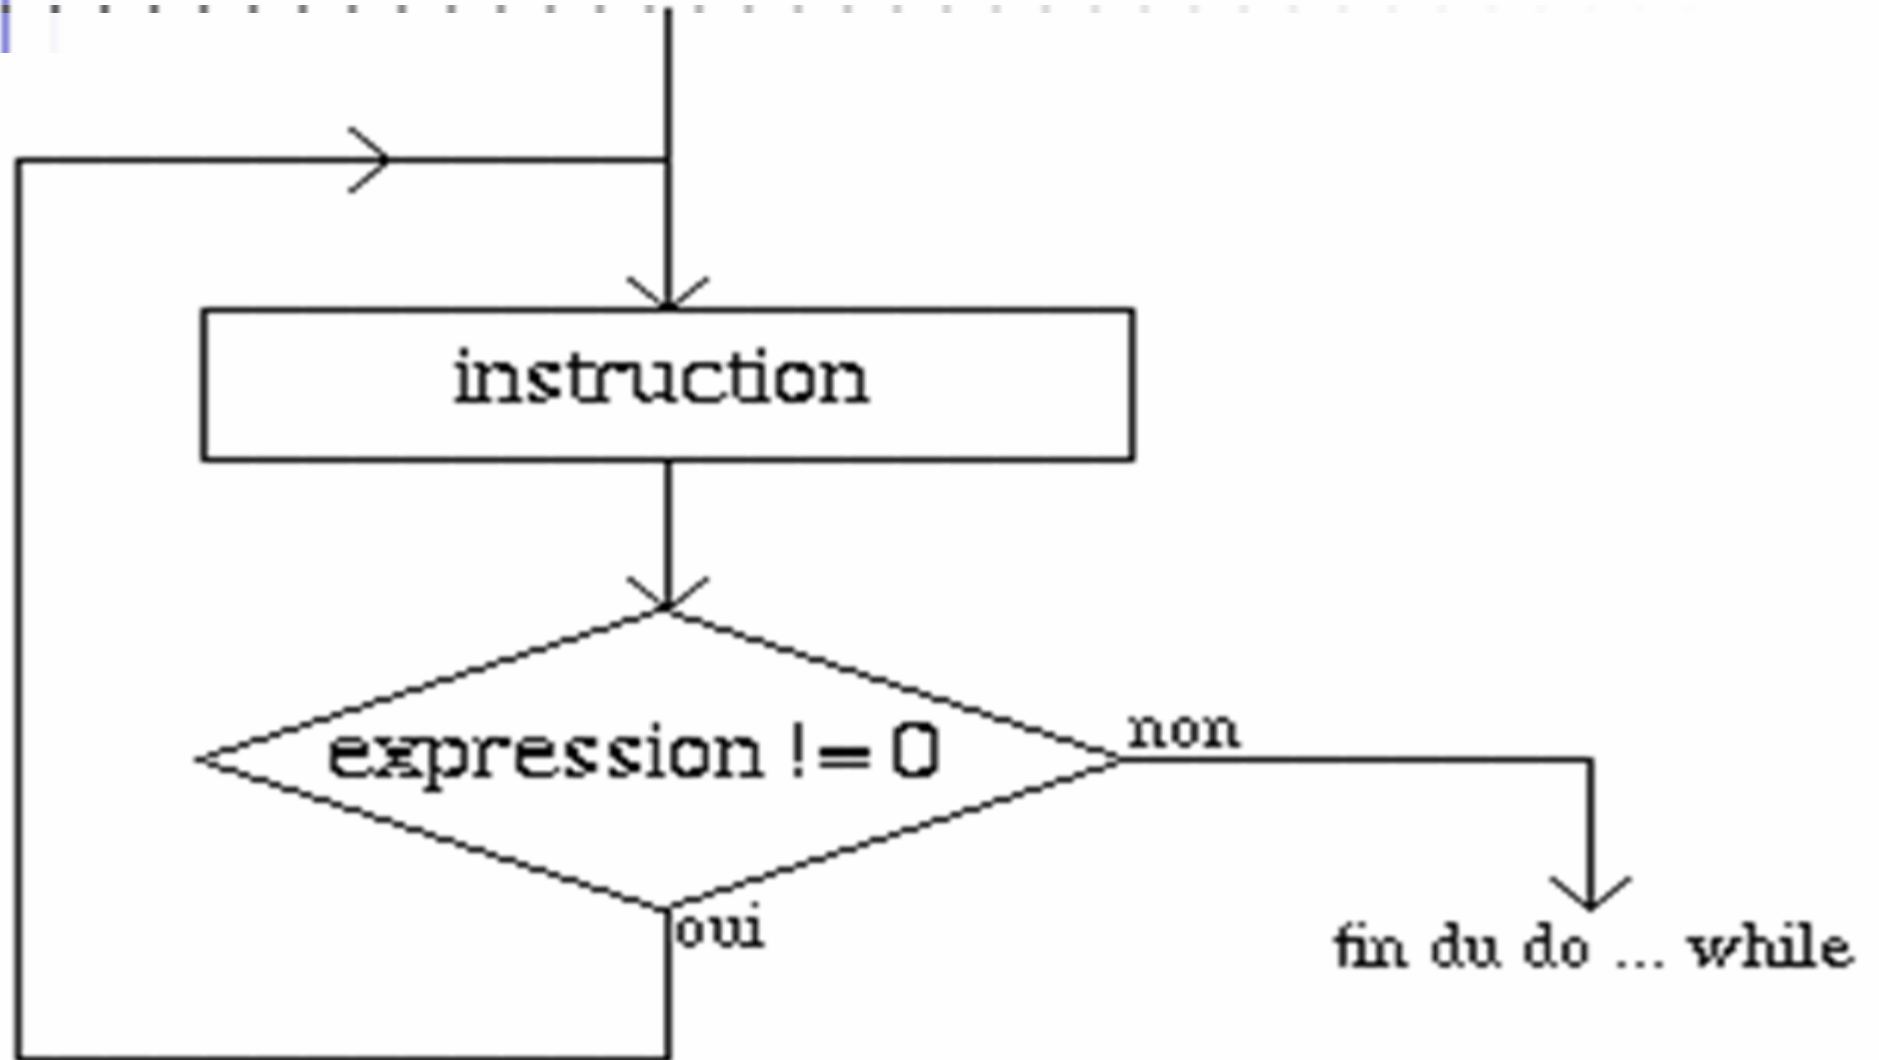 instruction
expression != 0
non
oui
fin du do ... while